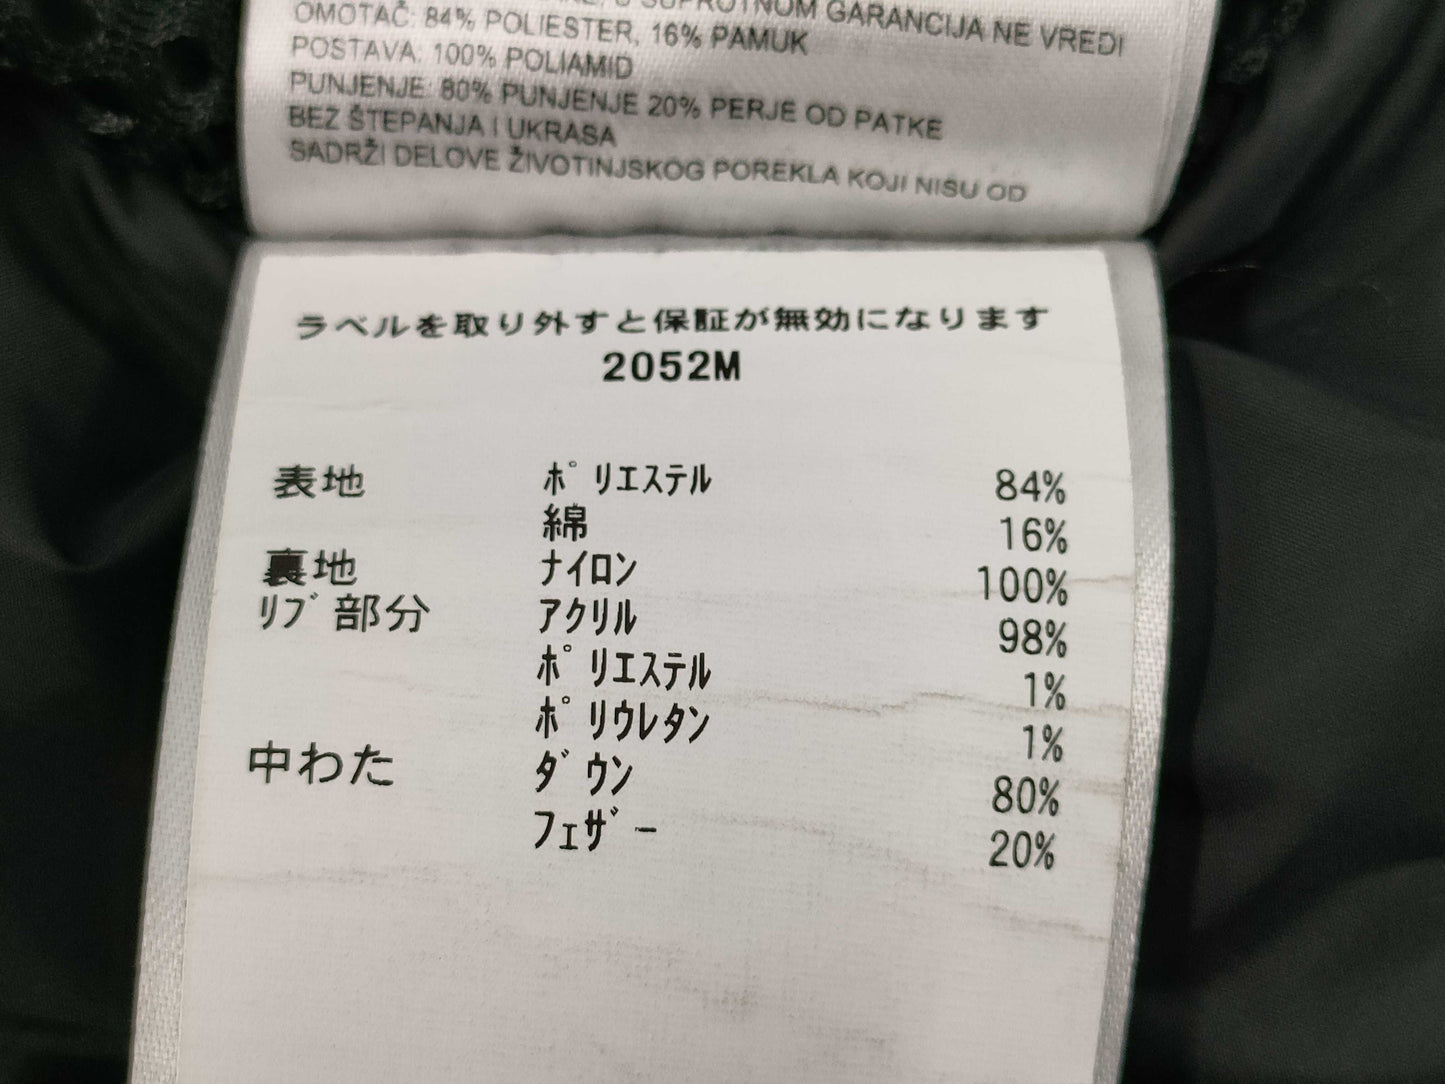 SUPROTNOM GARANCIJA NE VREDI
OMOTAČ: 84% POLIESTER, 16% PAMUK
POSTAVA: 100% POLIAMID
PUNJENJE: 80% PUNJENJE 20% PERJE OD PATKE
BEZ ŠTEPANJA I UKRASA
SADRŽI DELOVE ŽIVOTINJSKOG POREKLA KOJI NISU OD
ラベルを取り外すと保証が無効になります
2052M
表地 ポリエステル 84%
綿 16%
裏地 ナイロン 100%
リブ部分 アクリル 98%
ポリエステル 1%
ポリウレタン 1%
中わた ダウン 80%
フェザー 20%